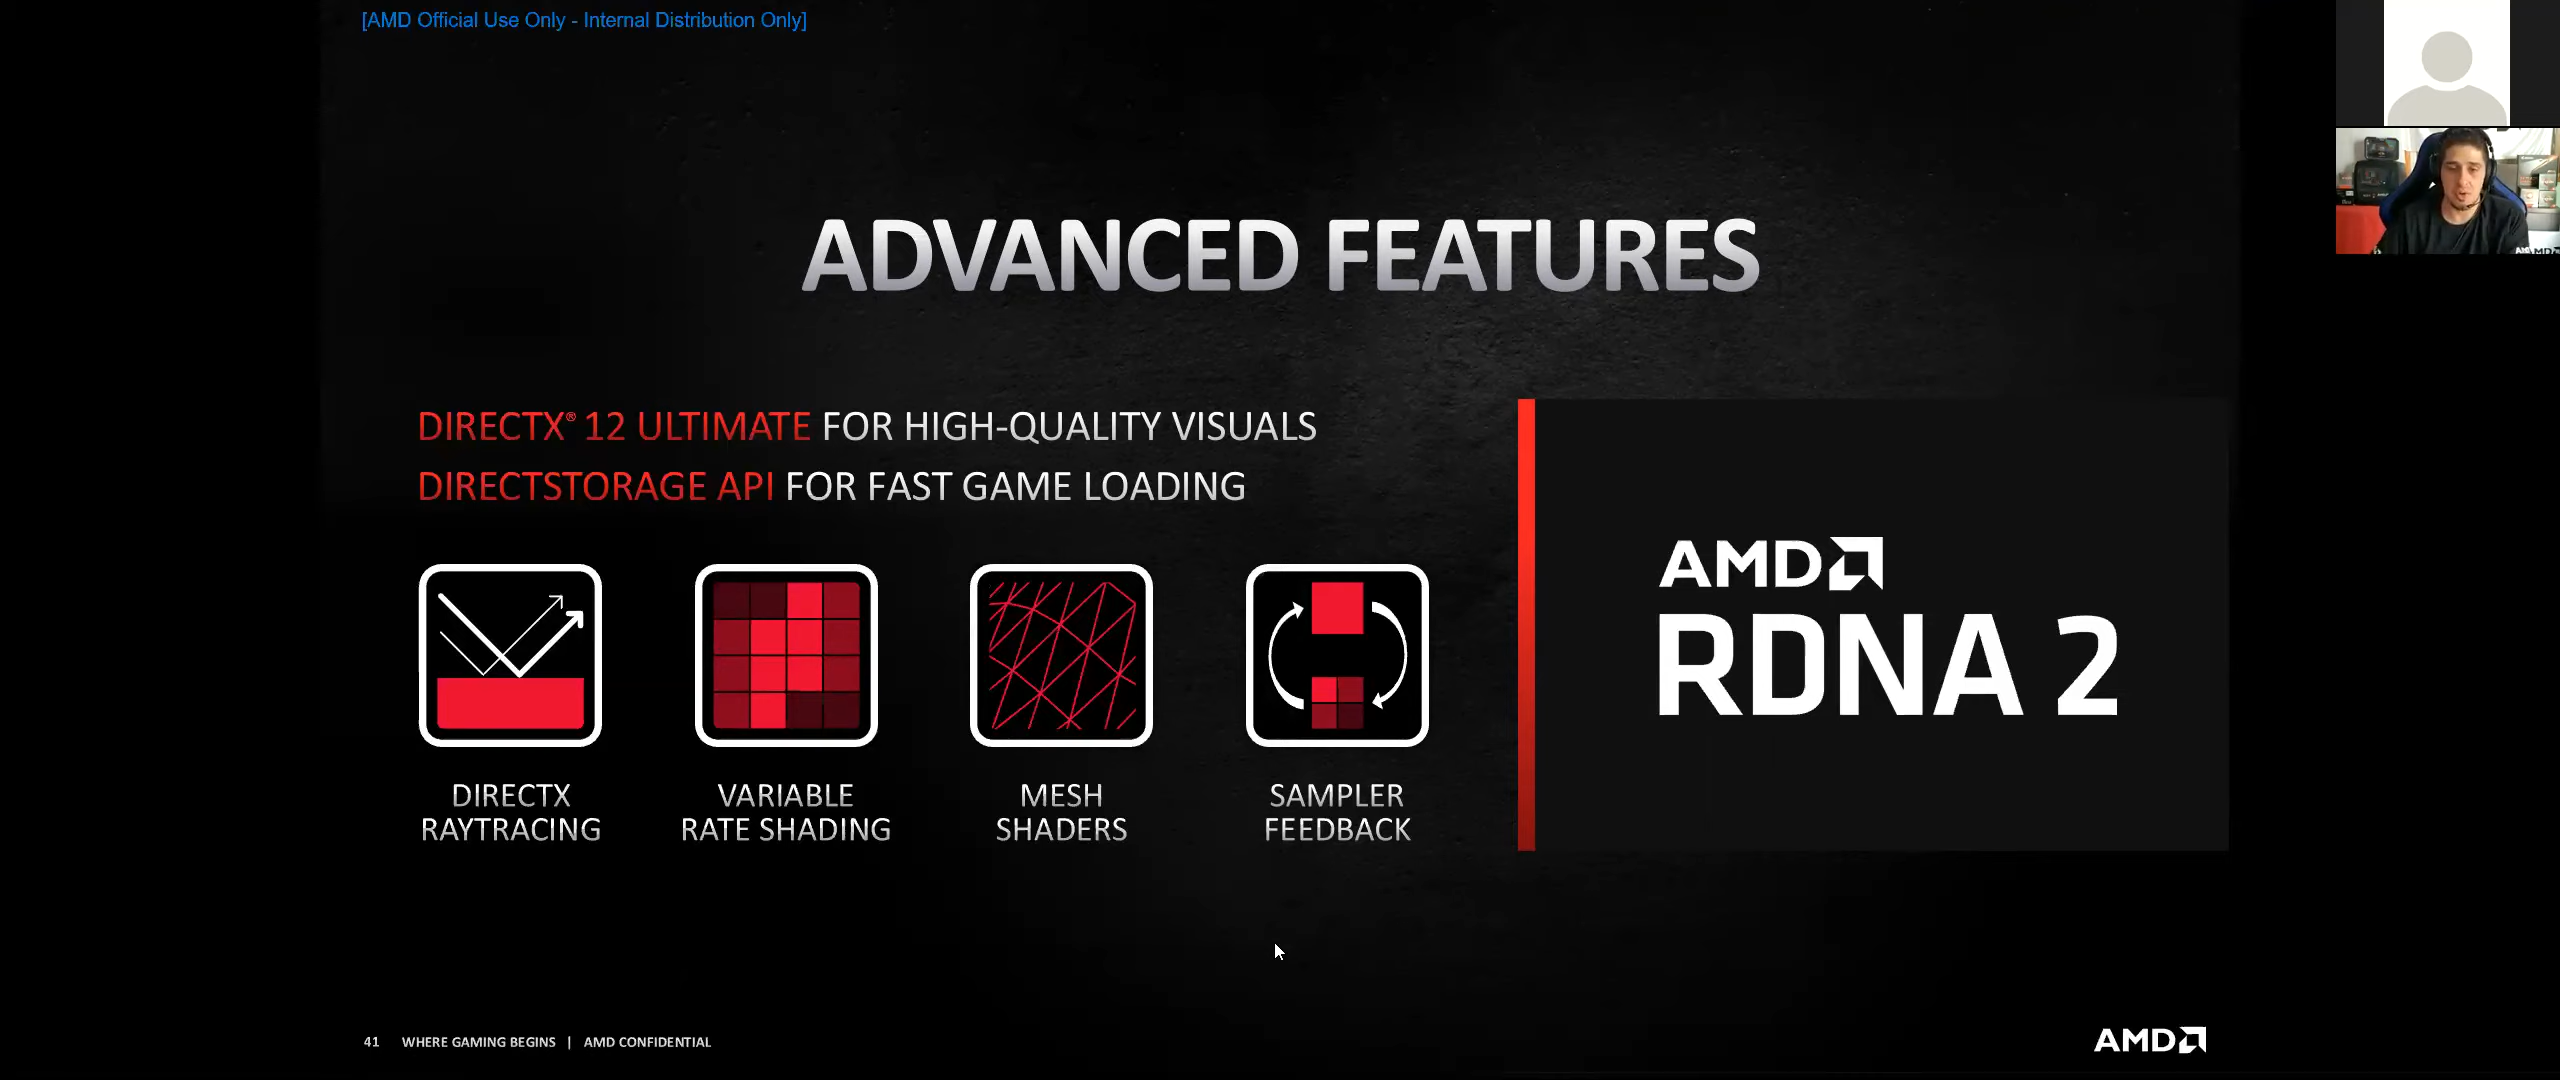 [AMD Official Use Only - Internal Distribution Only]
ADVANCED FEATURES
DIRECTX® 12 ULTIMATE FOR HIGH-QUALITY VISUALS
DIRECTSTORAGE API FOR FAST GAME LOADING
DIRECTX
RAYTRACING
VARIABLE
RATE SHADING
MESH
SHADERS
SAMPLER
FEEDBACK
AMD
RDNA 2
41 WHERE GAMING BEGINS | AMD CONFIDENTIAL
AMD